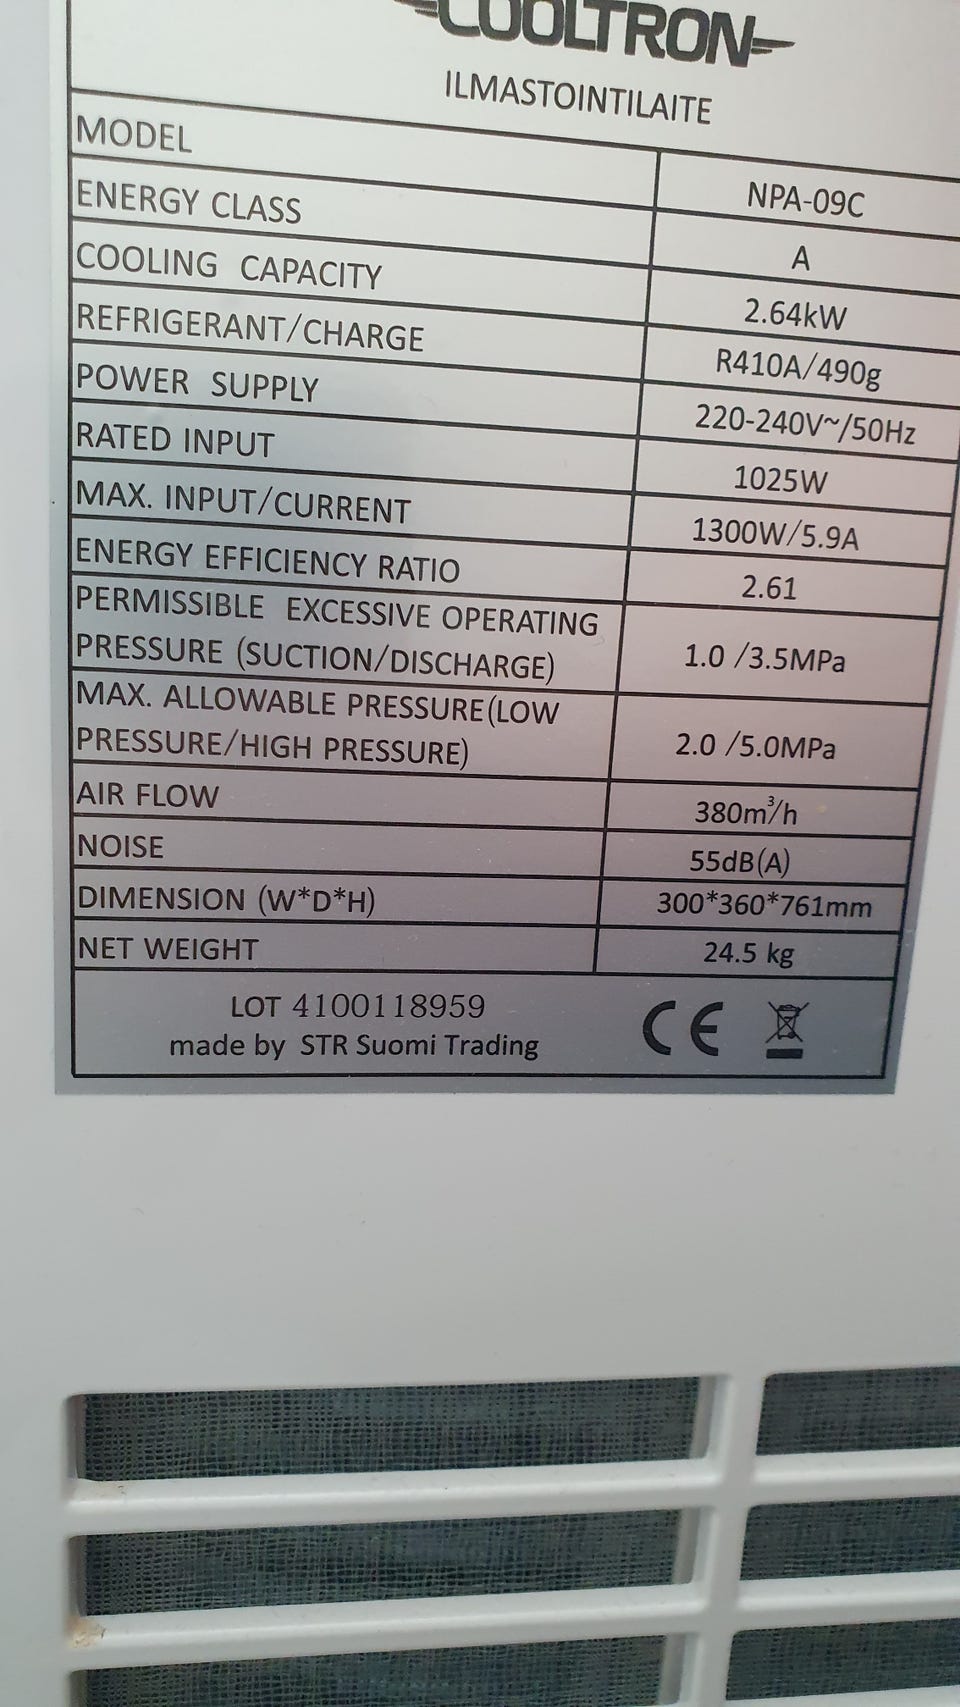 COOLTRON
ILMASTOINTILAITE
MODEL NPA-09C
ENERGY CLASS A
COOLING CAPACITY 2.64kW
REFRIGERANT/CHARGE R410A/490g
POWER SUPPLY 220-240V~/50Hz
RATED INPUT 1025W
MAX. INPUT/CURRENT 1300W/5.9A
ENERGY EFFICIENCY RATIO 2.61
PERMISSIBLE EXCESSIVE OPERATING
PRESSURE (SUCTION/DISCHARGE) 1.0 /3.5MPa
MAX. ALLOWABLE PRESSURE(LOW
PRESSURE/HIGH PRESSURE) 2.0 /5.0MPa
AIR FLOW 380m³/h
NOISE 55dB(A)
DIMENSION (W*D*H) 300*360*761mm
NET WEIGHT 24.5 kg
LOT 4100118959
made by STR Suomi Trading
CE